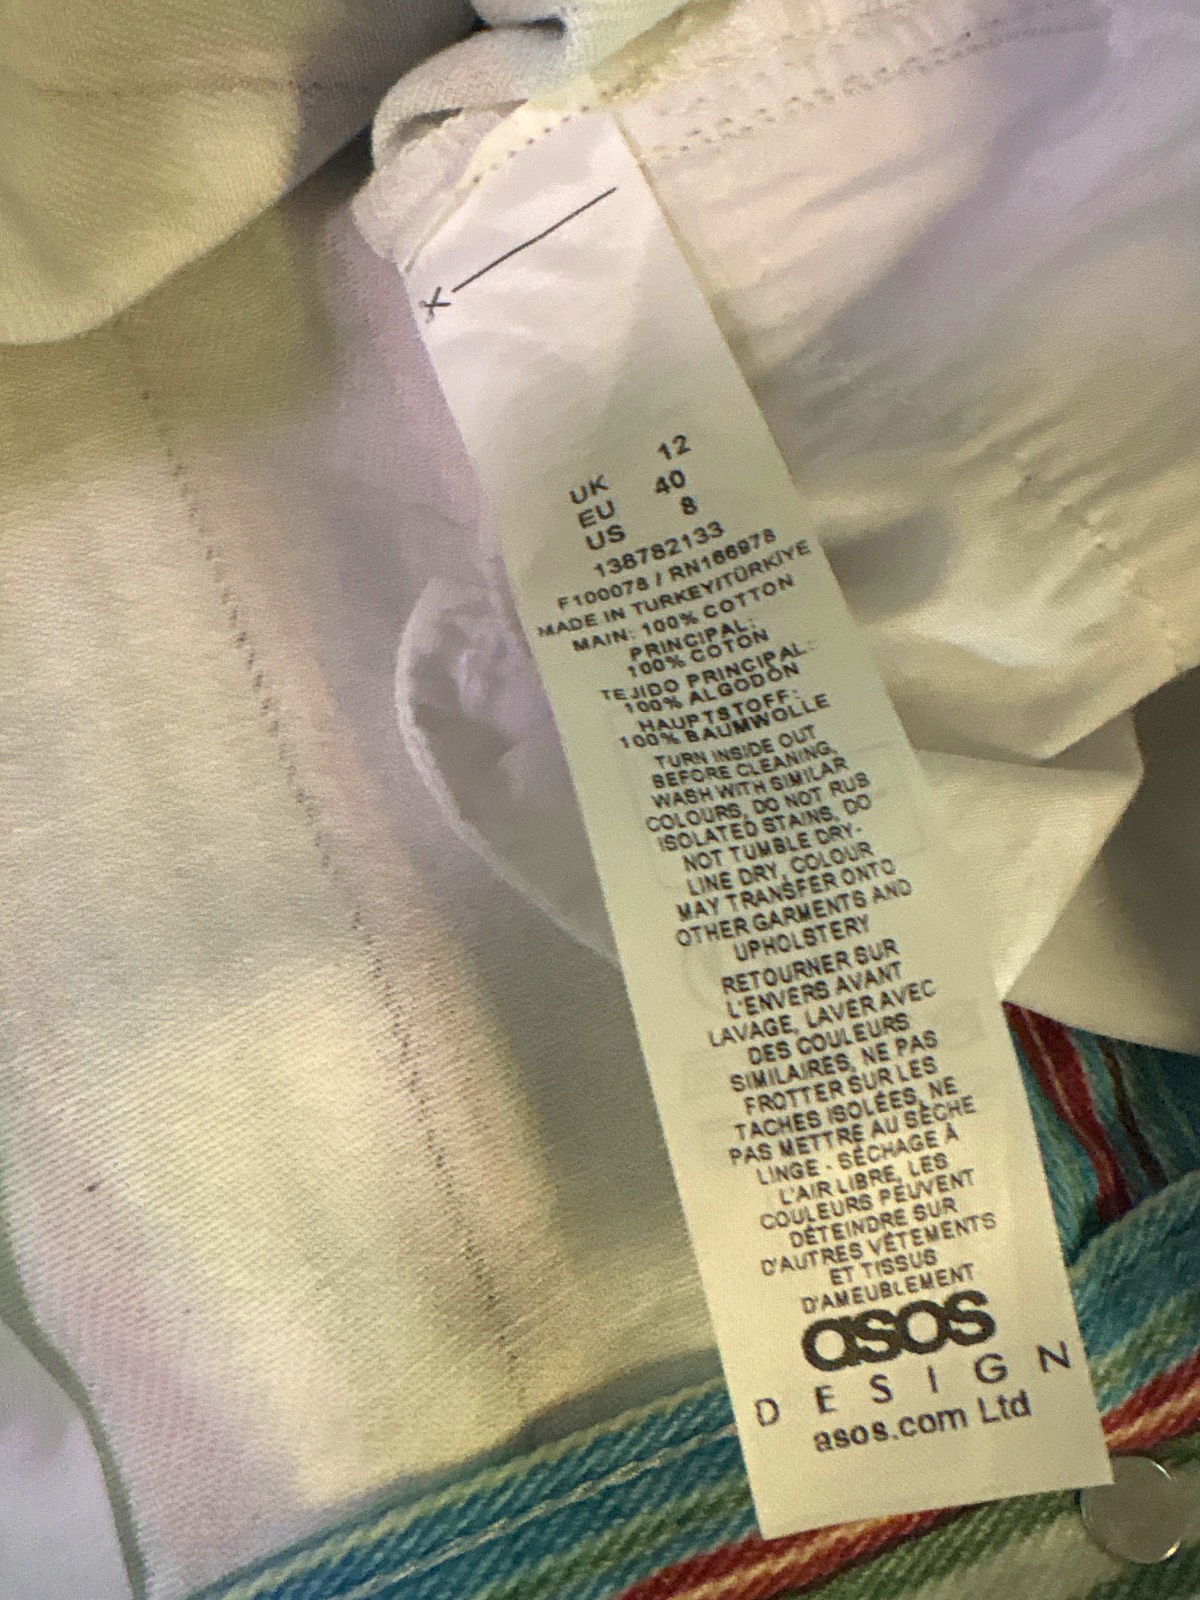 UK 12
EU 40
US 8
138782133
F100078 / RN166978
MADE IN TURKEY/TÜRKIYE
MAIN: 100% COTTON
PRINCIPAL:
100% COTON
TEJIDO PRINCIPAL:
100% ALGODÓN
HAUPTSTOFF:
100% BAUMWOLLE
TURN INSIDE OUT
BEFORE CLEANING,
WASH WITH SIMILAR
COLOURS, DO NOT RUB
ISOLATED STAINS, DO
NOT TUMBLE DRY-
LINE DRY, COLOUR
MAY TRANSFER ONTO
OTHER GARMENTS AND
UPHOLSTERY
RETOURNER SUR
L'ENVERS AVANT
LAVAGE, LAVER AVEC
DES COULEURS
SIMILAIRES, NE PAS
FROTTER SUR LES
TACHES ISOLÉES, NE
PAS METTRE AU SÈCHE
LINGE - SÉCHAGE À
L'AIR LIBRE, LES
COULEURS PEUVENT
DÉTEINDRE SUR
D'AUTRES VÊTEMENTS
ET TISSUS
D'AMEUBLEMENT
asos
DESIGN
asos.com Ltd